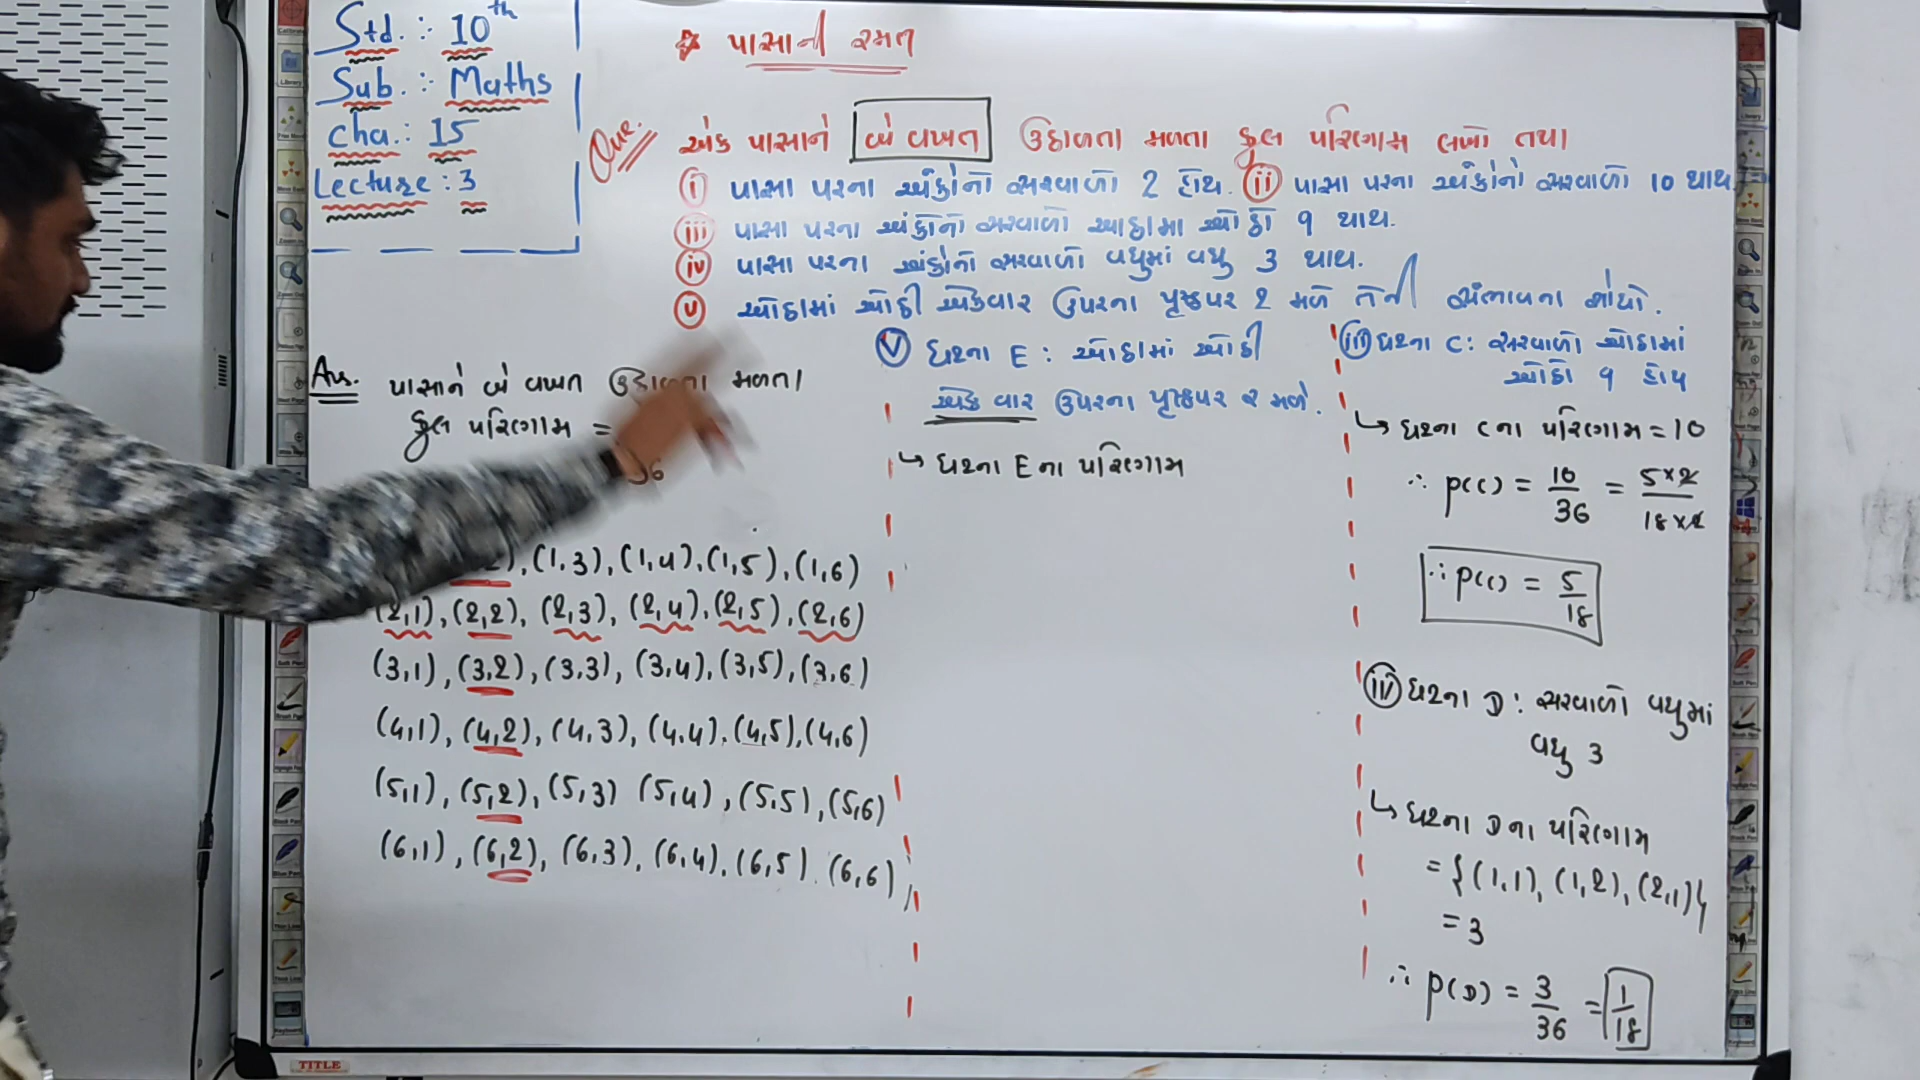 Std. : 10th
Sub. : Maths
cha. : 15
Lecture : 3
☆ પાસાની રમત
Que. એક પાસાને બે વખત ઉછાળતા મળતા કુલ પરિણામ લખો તથા
(i) પાસા પરના અંકોનો સરવાળો 2 હોય. (ii) પાસા પરના અંકોનો સરવાળો 10 થાય
(iii) પાસા પરના અંકોનો સરવાળો ઓછામા ઓછો 9 થાય.
(iv) પાસા પરના અંકોનો સરવાળો વધુમાં વધુ 3 થાય.
(v) ઓછામાં ઓછી એકવાર ઉપરના પૃષ્ઠપર 2 મળે તેની સંભાવના શોધો.
Ans. પાસાને બે વખત મળતા
કુલ પરિણામ =
(1,3), (1,4), (1,5), (1,6)
(2,1), (2,2), (2,3), (2,4), (2,5), (2,6)
(3,1), (3,2), (3,3), (3,4), (3,5), (3,6)
(4,1), (4,2), (4,3), (4,4), (4,5), (4,6)
(5,1), (5,2), (5,3) (5,4), (5,5), (5,6)
(6,1), (6,2), (6,3), (6,4), (6,5). (6,6)
(V) ઘટના E : ઓછામાં ઓછી
એક વાર ઉપરના પૃષ્ઠપર ૨ મળે.
↳ ઘટના E ના પરિણામ
(iii) ઘટના C: સરવાળો ઓછામાં
ઓછો 9 હોય
↳ ઘટના C ના પરિણામ = 10
∴ P(C) = 10/36 = 5×2/18×2
∴ P(C) = 5/18
(iv) ઘટના D : સરવાળો વધુમાં
વધુ 3
↳ ઘટના D ના પરિણામ
= {(1,1), (1,2), (2,1)}
= 3
∴ P(D) = 3/36 = 1/18
TITLE